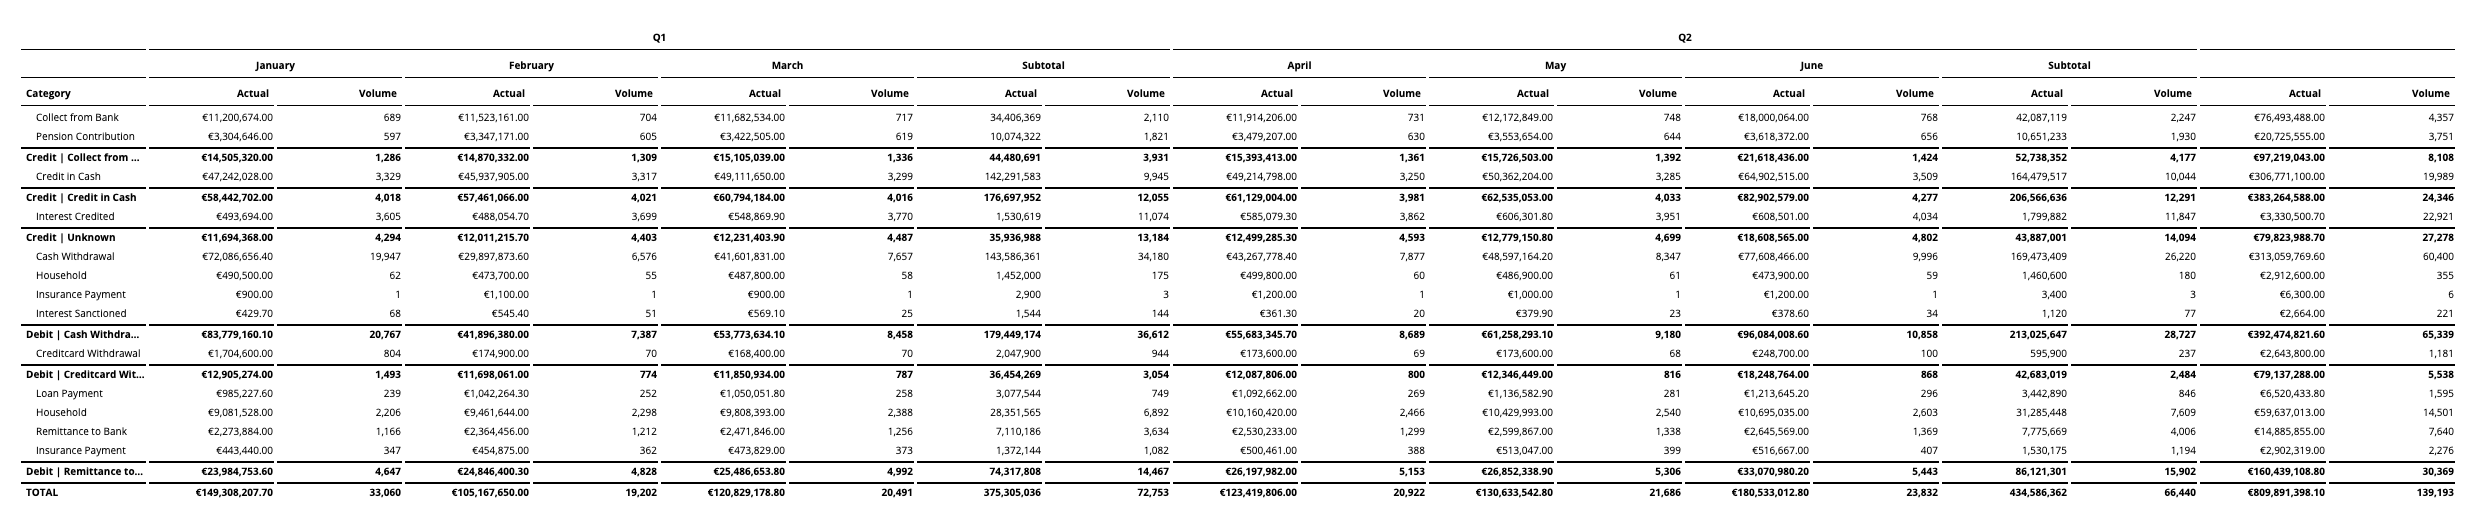 Q1 Q2
January February March Subtotal April May June Subtotal
Category Actual Volume Actual Volume Actual Volume Actual Volume Actual Volume Actual Volume Actual Volume Actual Volume Actual Volume
Collect from Bank €11,200,674.00 689 €11,523,161.00 704 €11,682,534.00 717 34,406,369 2,110 €11,914,206.00 731 €12,172,849.00 748 €18,000,064.00 768 42,087,119 2,247 €76,493,488.00 4,357
Pension Contribution €3,304,646.00 597 €3,347,171.00 605 €3,422,505.00 619 10,074,322 1,821 €3,479,207.00 630 €3,553,654.00 644 €3,618,372.00 656 10,651,233 1,930 €20,725,555.00 3,751
Credit | Collect from ... €14,505,320.00 1,286 €14,870,332.00 1,309 €15,105,039.00 1,336 44,480,691 3,931 €15,393,413.00 1,361 €15,726,503.00 1,392 €21,618,436.00 1,424 52,738,352 4,177 €97,219,043.00 8,108
Credit in Cash €47,242,028.00 3,329 €45,937,905.00 3,317 €49,111,650.00 3,299 142,291,583 9,945 €49,214,798.00 3,250 €50,362,204.00 3,285 €64,902,515.00 3,509 164,479,517 10,044 €306,771,100.00 19,989
Credit | Credit in Cash €58,442,702.00 4,018 €57,461,066.00 4,021 €60,794,184.00 4,016 176,697,952 12,055 €61,129,004.00 3,981 €62,535,053.00 4,033 €82,902,579.00 4,277 206,566,636 12,291 €383,264,588.00 24,346
Interest Credited €493,694.00 3,605 €488,054.70 3,699 €548,869.90 3,770 1,530,619 11,074 €585,079.30 3,862 €606,301.80 3,951 €608,501.00 4,034 1,799,882 11,847 €3,330,500.70 22,921
Credit | Unknown €11,694,368.00 4,294 €12,011,215.70 4,403 €12,231,403.90 4,487 35,936,988 13,184 €12,499,285.30 4,593 €12,779,150.80 4,699 €18,608,565.00 4,802 43,887,001 14,094 €79,823,988.70 27,278
Cash Withdrawal €72,086,656.40 19,947 €29,897,873.60 6,576 €41,601,831.00 7,657 143,586,361 34,180 €43,267,778.40 7,877 €48,597,164.20 8,347 €77,608,466.00 9,996 169,473,409 26,220 €313,059,769.60 60,400
Household €490,500.00 62 €473,700.00 55 €487,800.00 58 1,452,000 175 €499,800.00 60 €486,900.00 61 €473,900.00 59 1,460,600 180 €2,912,600.00 355
Insurance Payment €900.00 1 €1,100.00 1 €900.00 1 2,900 3 €1,200.00 1 €1,000.00 1 €1,200.00 1 3,400 3 €6,300.00 6
Interest Sanctioned €429.70 68 €545.40 51 €569.10 25 1,544 144 €361.30 20 €379.90 23 €378.60 34 1,120 77 €2,664.00 221
Debit | Cash Withdra... €83,779,160.10 20,767 €41,896,380.00 7,387 €53,773,634.10 8,458 179,449,174 36,612 €55,683,345.70 8,689 €61,258,293.10 9,180 €96,084,008.60 10,858 213,025,647 28,727 €392,474,821.60 65,339
Creditcard Withdrawal €1,704,600.00 804 €174,900.00 70 €168,400.00 70 2,047,900 944 €173,600.00 69 €173,600.00 68 €248,700.00 100 595,900 237 €2,643,800.00 1,181
Debit | Creditcard Wit... €12,905,274.00 1,493 €11,698,061.00 774 €11,850,934.00 787 36,454,269 3,054 €12,087,806.00 800 €12,346,449.00 816 €18,248,764.00 868 42,683,019 2,484 €79,137,288.00 5,538
Loan Payment €985,227.60 239 €1,042,264.30 252 €1,050,051.80 258 3,077,544 749 €1,092,662.00 269 €1,136,582.90 281 €1,213,645.20 296 3,442,890 846 €6,520,433.80 1,595
Household €9,081,528.00 2,206 €9,461,644.00 2,298 €9,808,393.00 2,388 28,351,565 6,892 €10,160,420.00 2,466 €10,429,993.00 2,540 €10,695,035.00 2,603 31,285,448 7,609 €59,637,013.00 14,501
Remittance to Bank €2,273,884.00 1,166 €2,364,456.00 1,212 €2,471,846.00 1,256 7,110,186 3,634 €2,530,233.00 1,299 €2,599,867.00 1,338 €2,645,569.00 1,369 7,775,669 4,006 €14,885,855.00 7,640
Insurance Payment €443,440.00 347 €454,875.00 362 €473,829.00 373 1,372,144 1,082 €500,461.00 388 €513,047.00 399 €516,667.00 407 1,530,175 1,194 €2,902,319.00 2,276
Debit | Remittance to... €23,984,753.60 4,647 €24,846,400.30 4,828 €25,486,653.80 4,992 74,317,808 14,467 €26,197,982.00 5,153 €26,852,338.90 5,306 €33,070,980.20 5,443 86,121,301 15,902 €160,439,108.80 30,369
TOTAL €149,308,207.70 33,060 €105,167,650.00 19,202 €120,829,178.80 20,491 375,305,036 72,753 €123,419,806.00 20,922 €130,633,542.80 21,686 €180,533,012.80 23,832 434,586,362 66,440 €809,891,398.10 139,193